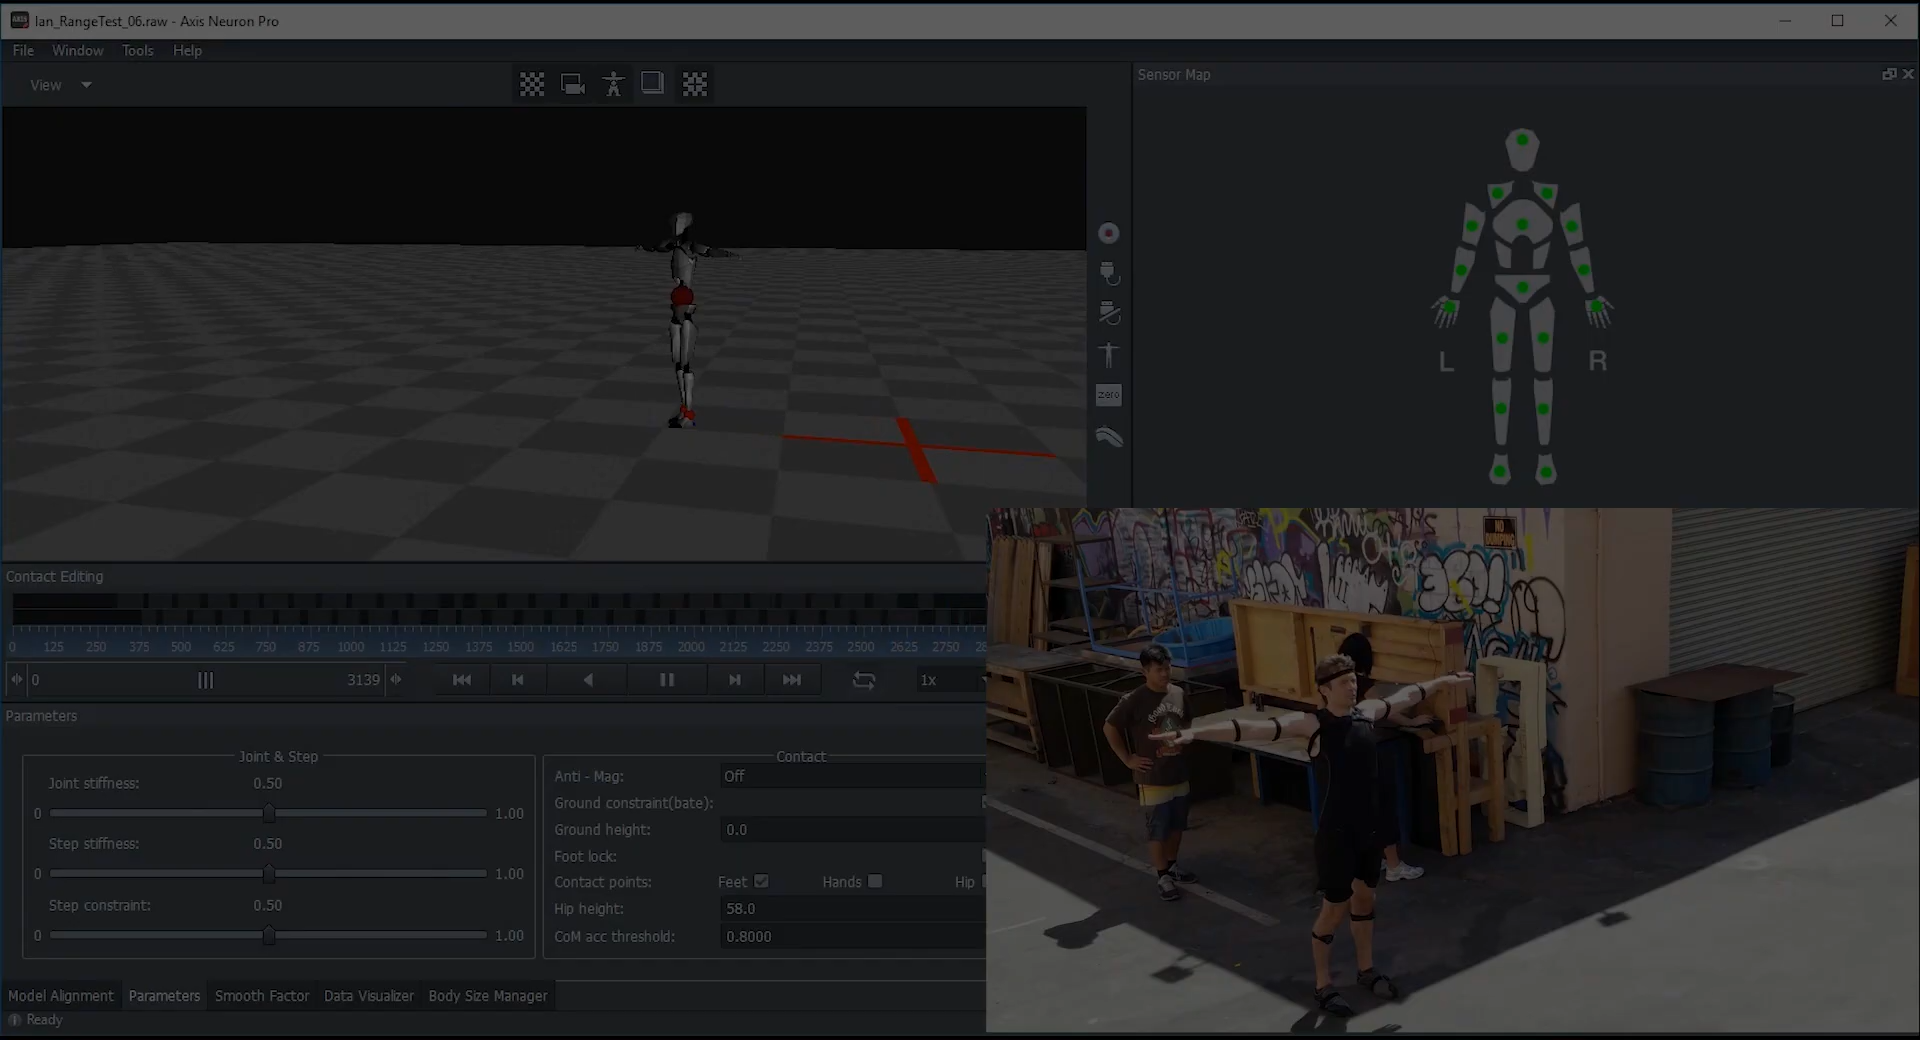 Ian_RangeTest_06.raw - Axis Neuron Pro
File Window Tools Help
View
Sensor Map
zero
L R
NO
DUMPING
Contact Editing
0 125 250 375 500 625 750 875 1000 1125 1250 1375 1500 1625 1750 1875 2000 2125 2250 2375 2500 2625 2750
0 3139 1x
Parameters
Joint & Step
Joint stiffness: 0.50
0 1.00
Step stiffness: 0.50
0 1.00
Step constraint: 0.50
0 1.00
Contact
Anti - Mag: Off
Ground constraint(bate):
Ground height: 0.0
Foot lock:
Contact points: Feet Hands Hip
Hip height: 58.0
CoM acc threshold: 0.8000
Model Alignment Parameters Smooth Factor Data Visualizer Body Size Manager
Ready